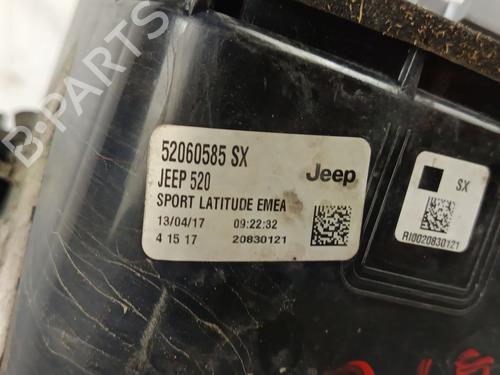 B-PARTS
52060585 SX
JEEP 520
Jeep
SPORT LATITUDE EMEA
13/04/17 09:22:32
4 15 17 20830121
SX
RI0020830121